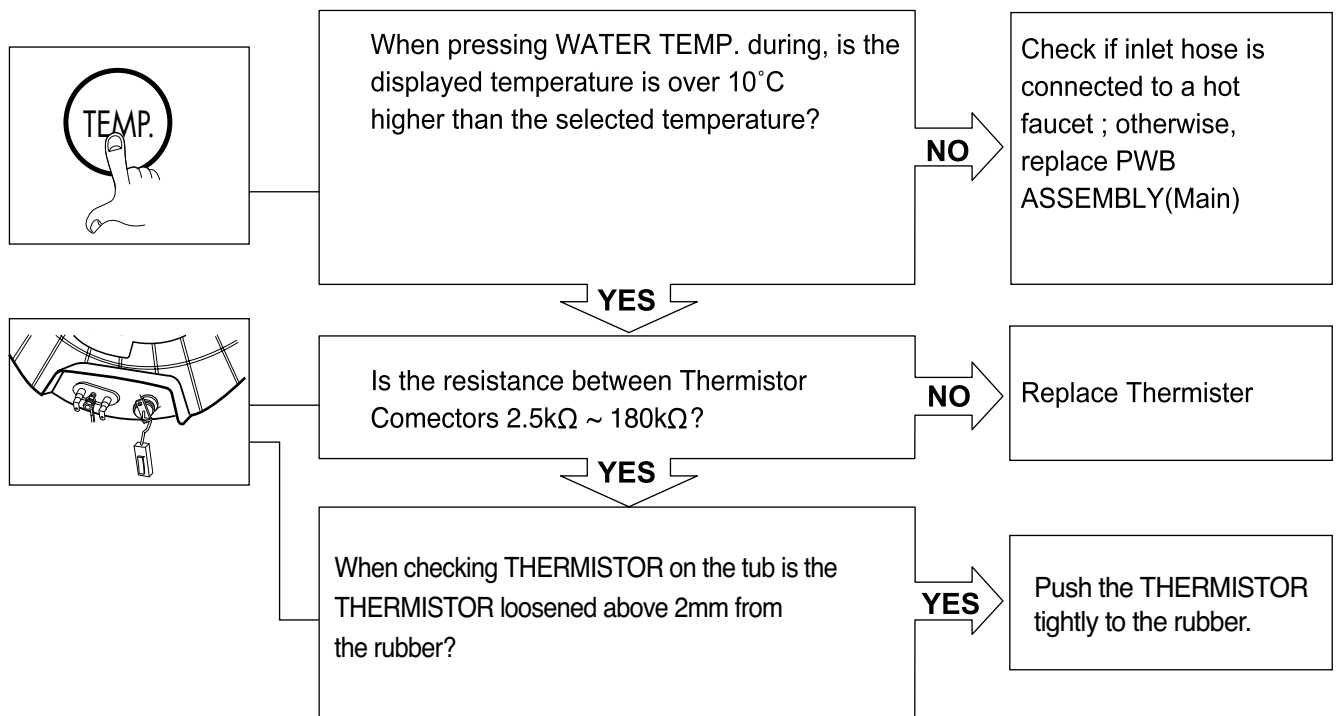 TEMP.
When pressing WATER TEMP. during, is the
displayed temperature is over 10˚C
higher than the selected temperature?
NO
Check if inlet hose is
connected to a hot
faucet ; otherwise,
replace PWB
ASSEMBLY(Main)
YES
Is the resistance between Thermistor
Comectors 2.5kΩ ~ 180kΩ?
NO
Replace Thermister
YES
When checking THERMISTOR on the tub is the
THERMISTOR loosened above 2mm from
the rubber?
YES
Push the THERMISTOR
tightly to the rubber.